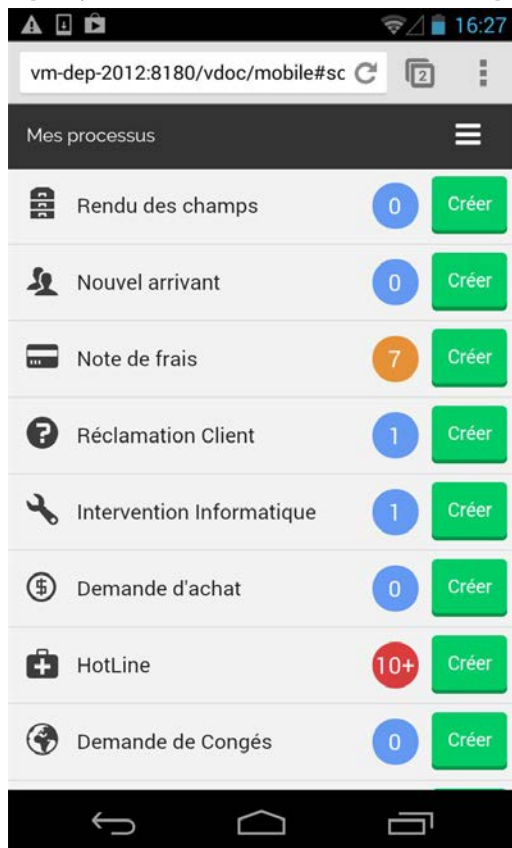 16:27
vm-dep-2012:8180/vdoc/mobile#sc 2
Mes processus
Rendu des champs 0 Créer
Nouvel arrivant 0 Créer
Note de frais 7 Créer
Réclamation Client 1 Créer
Intervention Informatique 1 Créer
Demande d'achat 0 Créer
HotLine 10+ Créer
Demande de Congés 0 Créer